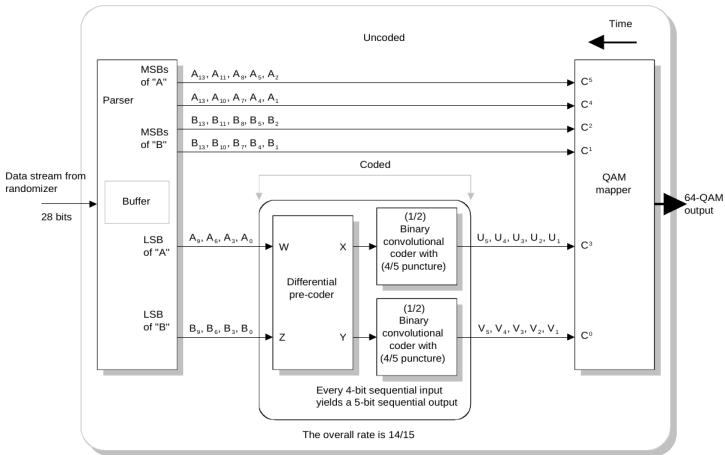 Time
Uncoded
MSBs
of "A"
A₁₃, A₁₁, A₈, A₅, A₂
C⁵
Parser
A₁₃, A₁₀, A₇, A₄, A₁
C⁴
MSBs
of "B"
B₁₃, B₁₁, B₈, B₅, B₂
C²
B₁₃, B₁₀, B₇, B₄, B₁
C¹
Coded
Data stream from
randomizer
28 bits
Buffer
QAM
mapper
64-QAM
output
LSB
of "A"
A₉, A₆, A₃, A₀
W
X
Differential
pre-coder
(1/2)
Binary
convolutional
coder with
(4/5 puncture)
U₅, U₄, U₃, U₂, U₁
C³
LSB
of "B"
B₉, B₆, B₃, B₀
Z
Y
(1/2)
Binary
convolutional
coder with
(4/5 puncture)
V₅, V₄, V₃, V₂, V₁
C⁰
Every 4-bit sequential input
yields a 5-bit sequential output
The overall rate is 14/15